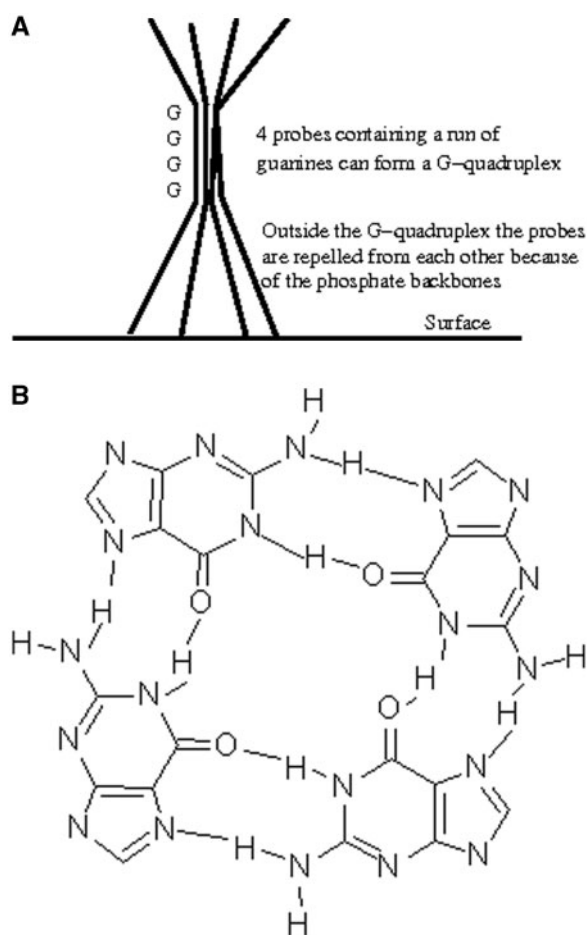 A
G
G
G
G
4 probes containing a run of
guanines can form a G−quadruplex
Outside the G−quadruplex the probes
are repelled from each other because
of the phosphate backbones
Surface
B
H
N N
N H
N N
N
N H O N
O H
N
H N H H N
H
N
O H
N O
H N
N
N N
H N N N
H